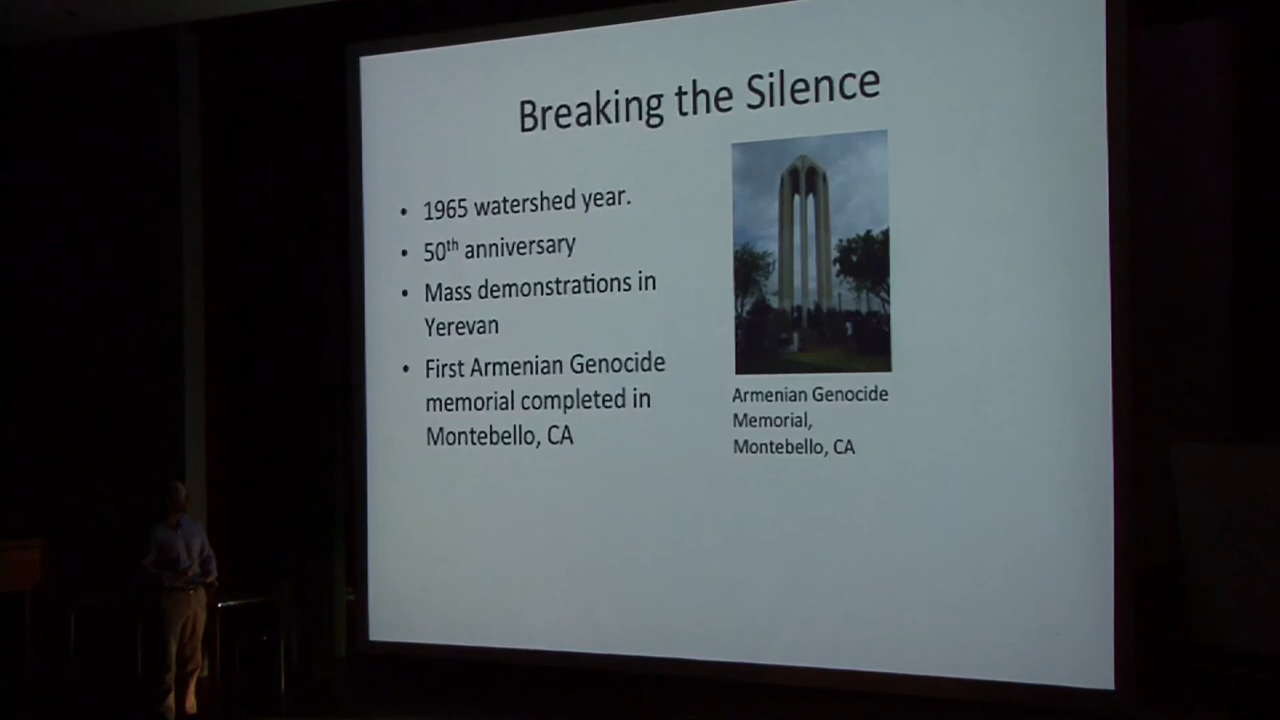 Breaking the Silence
• 1965 watershed year.
• 50th anniversary
• Mass demonstrations in
Yerevan
• First Armenian Genocide
memorial completed in
Montebello, CA
Armenian Genocide
Memorial,
Montebello, CA